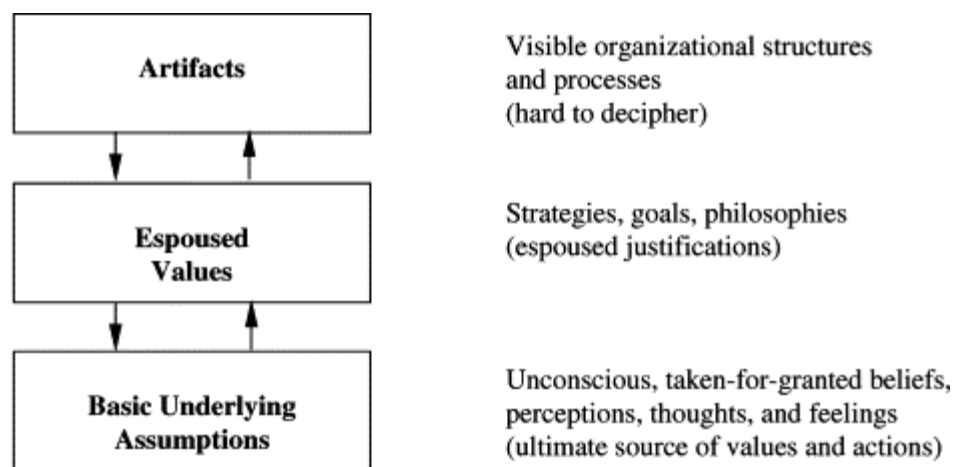 Artifacts
Visible organizational structures
and processes
(hard to decipher)
Espoused
Values
Strategies, goals, philosophies
(espoused justifications)
Basic Underlying
Assumptions
Unconscious, taken-for-granted beliefs,
perceptions, thoughts, and feelings
(ultimate source of values and actions)